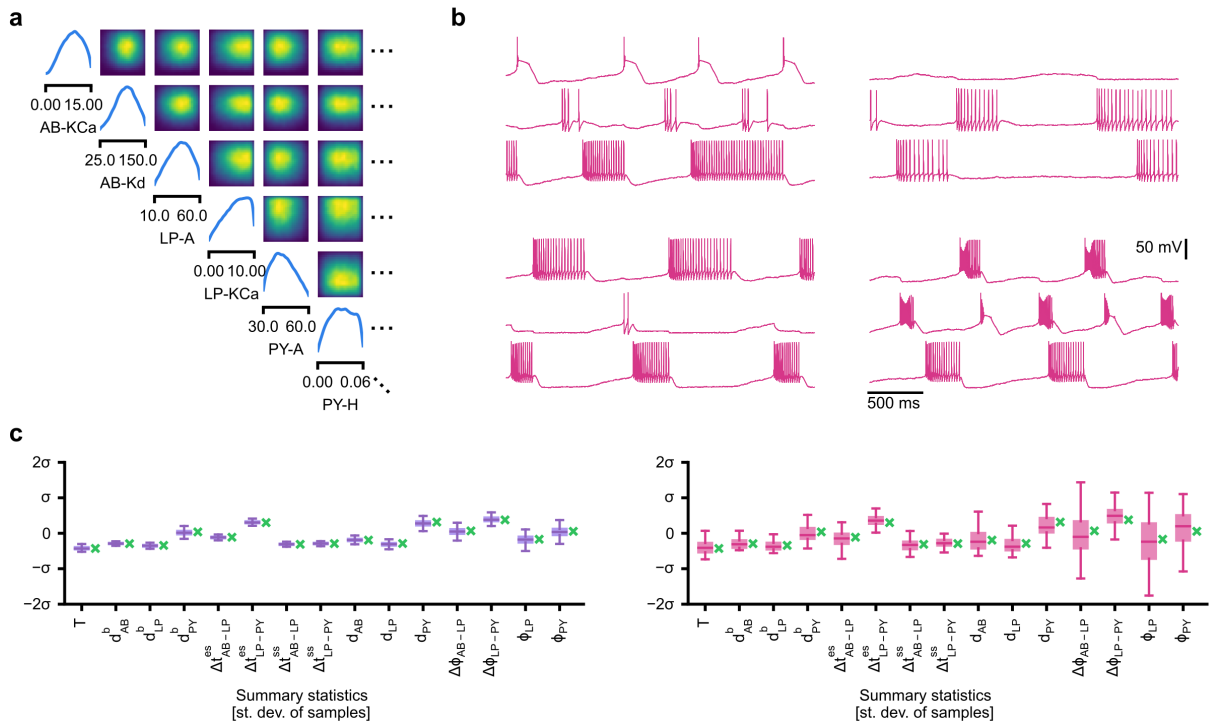 a
0.00 15.00
AB-KCa
25.0 150.0
AB-Kd
10.0 60.0
LP-A
0.00 10.00
LP-KCa
30.0 60.0
PY-A
0.00 0.06
PY-H
b
50 mV
500 ms
c
2σ
σ
0
−σ
−2σ
T
d^b_AB
d^b_LP
d^b_PY
Δt^es_AB−LP
Δt^es_LP−PY
Δt^ss_AB−LP
Δt^ss_LP−PY
d_AB
d_LP
d_PY
Δϕ_AB−LP
Δϕ_LP−PY
ϕ_LP
ϕ_PY
Summary statistics
[st. dev. of samples]
2σ
σ
0
−σ
−2σ
T
d^b_AB
d^b_LP
d^b_PY
Δt^es_AB−LP
Δt^es_LP−PY
Δt^ss_AB−LP
Δt^ss_LP−PY
d_AB
d_LP
d_PY
Δϕ_AB−LP
Δϕ_LP−PY
ϕ_LP
ϕ_PY
Summary statistics
[st. dev. of samples]